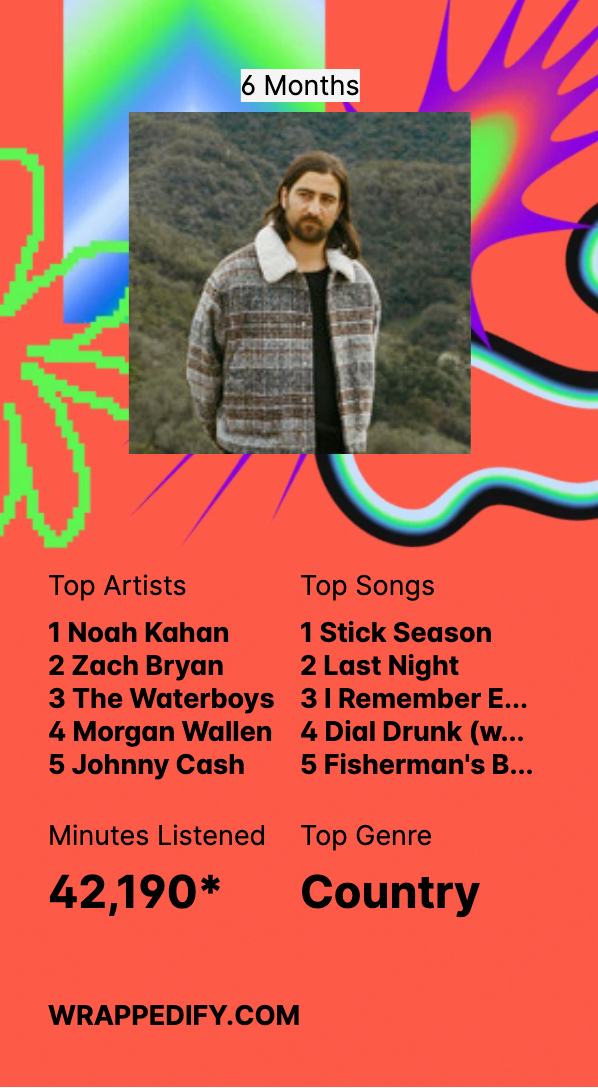 6 Months
Top Artists
1 Noah Kahan
2 Zach Bryan
3 The Waterboys
4 Morgan Wallen
5 Johnny Cash
Top Songs
1 Stick Season
2 Last Night
3 I Remember E...
4 Dial Drunk (w...
5 Fisherman's B...
Minutes Listened
42,190*
Top Genre
Country
WRAPPEDIFY.COM